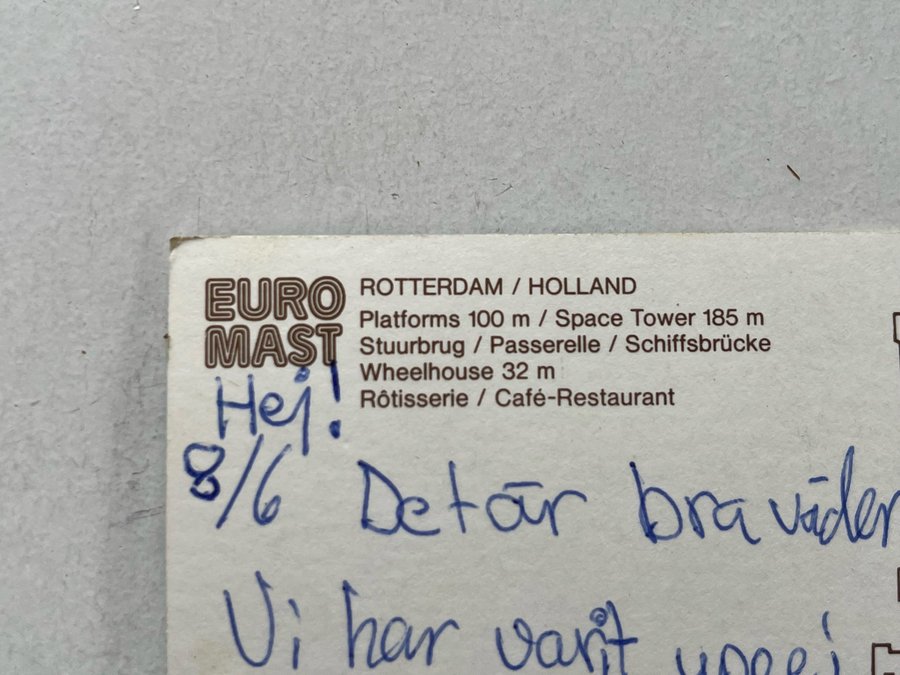 EURO
MAST
ROTTERDAM / HOLLAND
Platforms 100 m / Space Tower 185 m
Stuurbrug / Passerelle / Schiffsbrücke
Wheelhouse 32 m
Rôtisserie / Café-Restaurant
Hej!
8/6 Det är bra väder
Vi har varit uppe i